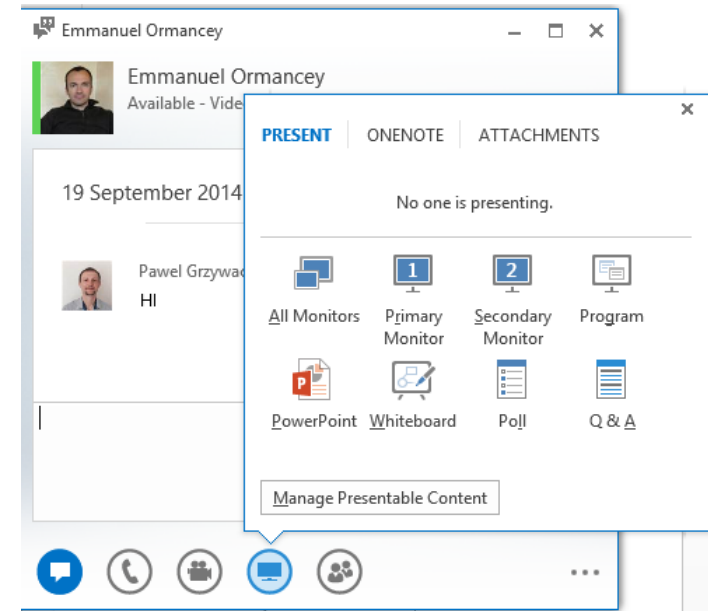 Emmanuel Ormancey
Emmanuel Ormancey
Available - Vide
PRESENT ONENOTE ATTACHMENTS
No one is presenting.
19 September 2014
Pawel Grzywac
HI
1 2
All Monitors Primary Monitor Secondary Monitor Program
P
PowerPoint Whiteboard Poll Q & A
Manage Presentable Content